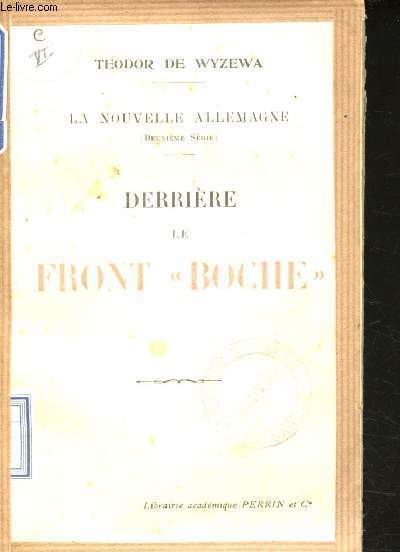 le-livre.com
C
VI.
TEODOR DE WYZEWA
LA NOUVELLE ALLEMAGNE
(DEUXIÈME SÉRIE)
DERRIÈRE
LE
FRONT « BOCHE »
Librairie académique PERRIN et Cie